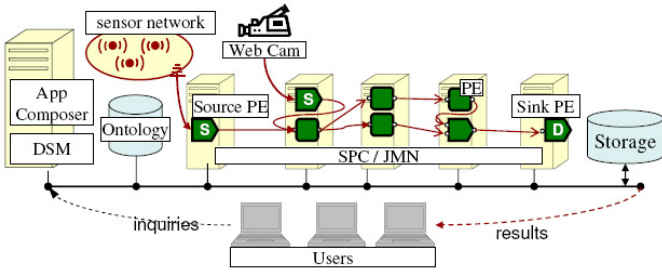 sensor network
Web Cam
App
Composer
DSM
Ontology
Source PE
S
S
PE
Sink PE
D
Storage
SPC / JMN
inquiries
results
Users